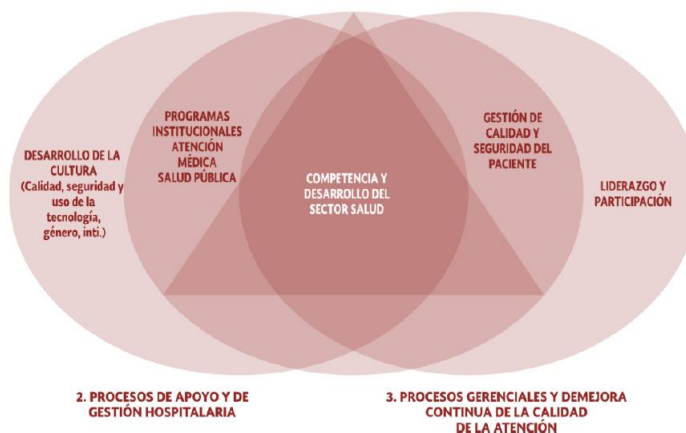 DESARROLLO DE LA
CULTURA
(Calidad, seguridad y
uso de la
tecnología,
género, inti.)
PROGRAMAS
INSTITUCIONALES
ATENCIÓN
MÉDICA
SALUD PÚBLICA
COMPETENCIA Y
DESARROLLO DEL
SECTOR SALUD
GESTIÓN DE
CALIDAD Y
SEGURIDAD DEL
PACIENTE
LIDERAZGO Y
PARTICIPACIÓN
2. PROCESOS DE APOYO Y DE
GESTIÓN HOSPITALARIA
3. PROCESOS GERENCIALES Y DEMEJORA
CONTINUA DE LA CALIDAD
DE LA ATENCIÓN